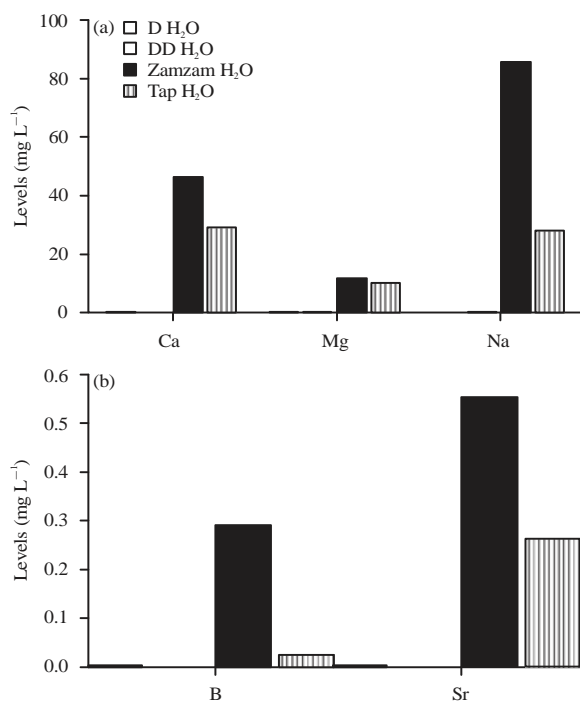 (a)
D H₂O
DD H₂O
Zamzam H₂O
Tap H₂O
100
80
60
40
20
0
Levels (mg L⁻¹)
Ca Mg Na
(b)
0.6
0.5
0.4
0.3
0.2
0.1
0.0
Levels (mg L⁻¹)
B Sr